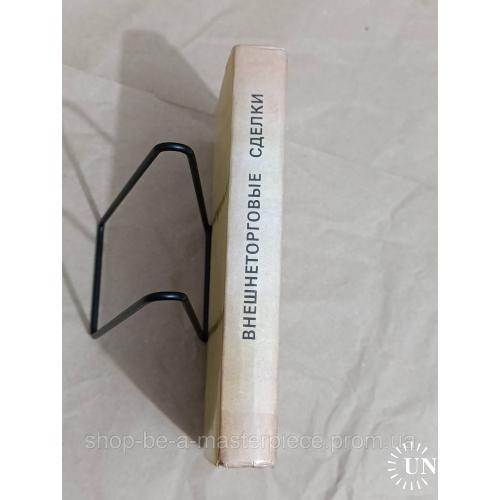 ВНЕШНЕТОРГОВЫЕ СДЕЛКИ
shop-be-a-masterpiece.prom.ua
UN